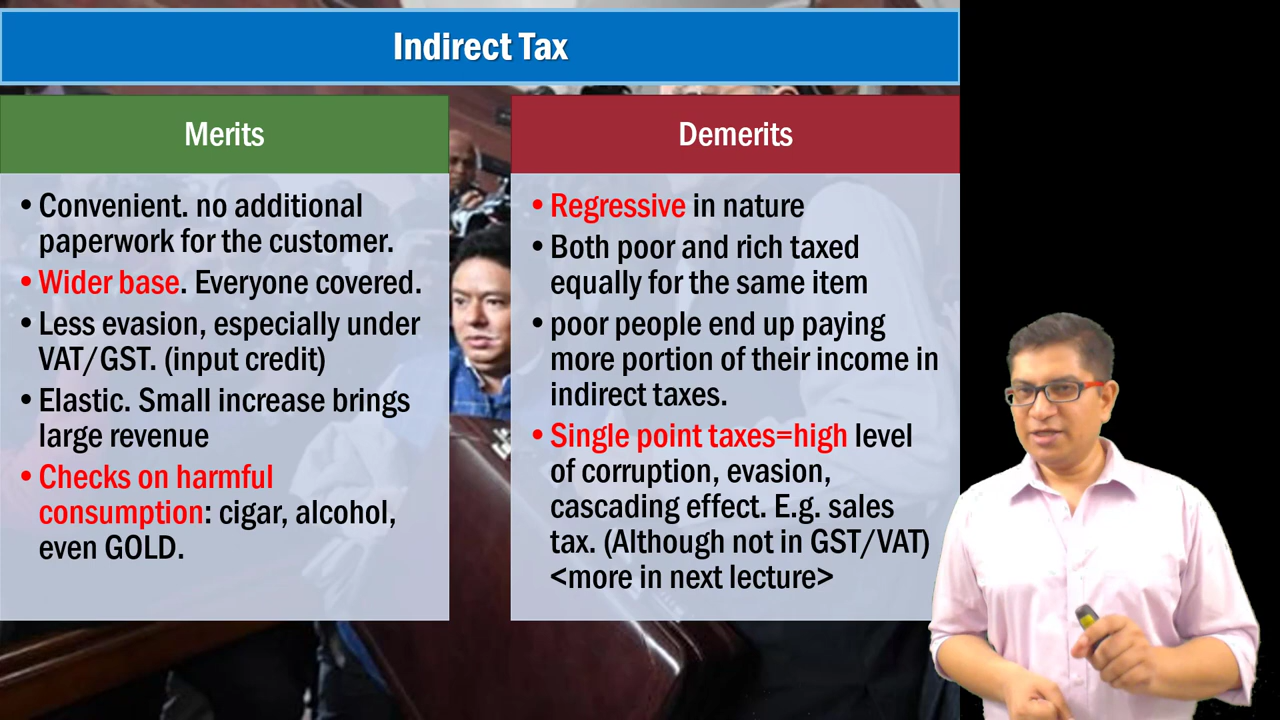 Indirect Tax
Merits
• Convenient. no additional
paperwork for the customer.
• Wider base. Everyone covered.
• Less evasion, especially under
VAT/GST. (input credit)
• Elastic. Small increase brings
large revenue
• Checks on harmful
consumption: cigar, alcohol,
even GOLD.
Demerits
• Regressive in nature
• Both poor and rich taxed
equally for the same item
• poor people end up paying
more portion of their income in
indirect taxes.
• Single point taxes=high level
of corruption, evasion,
cascading effect. E.g. sales
tax. (Although not in GST/VAT)
<more in next lecture>